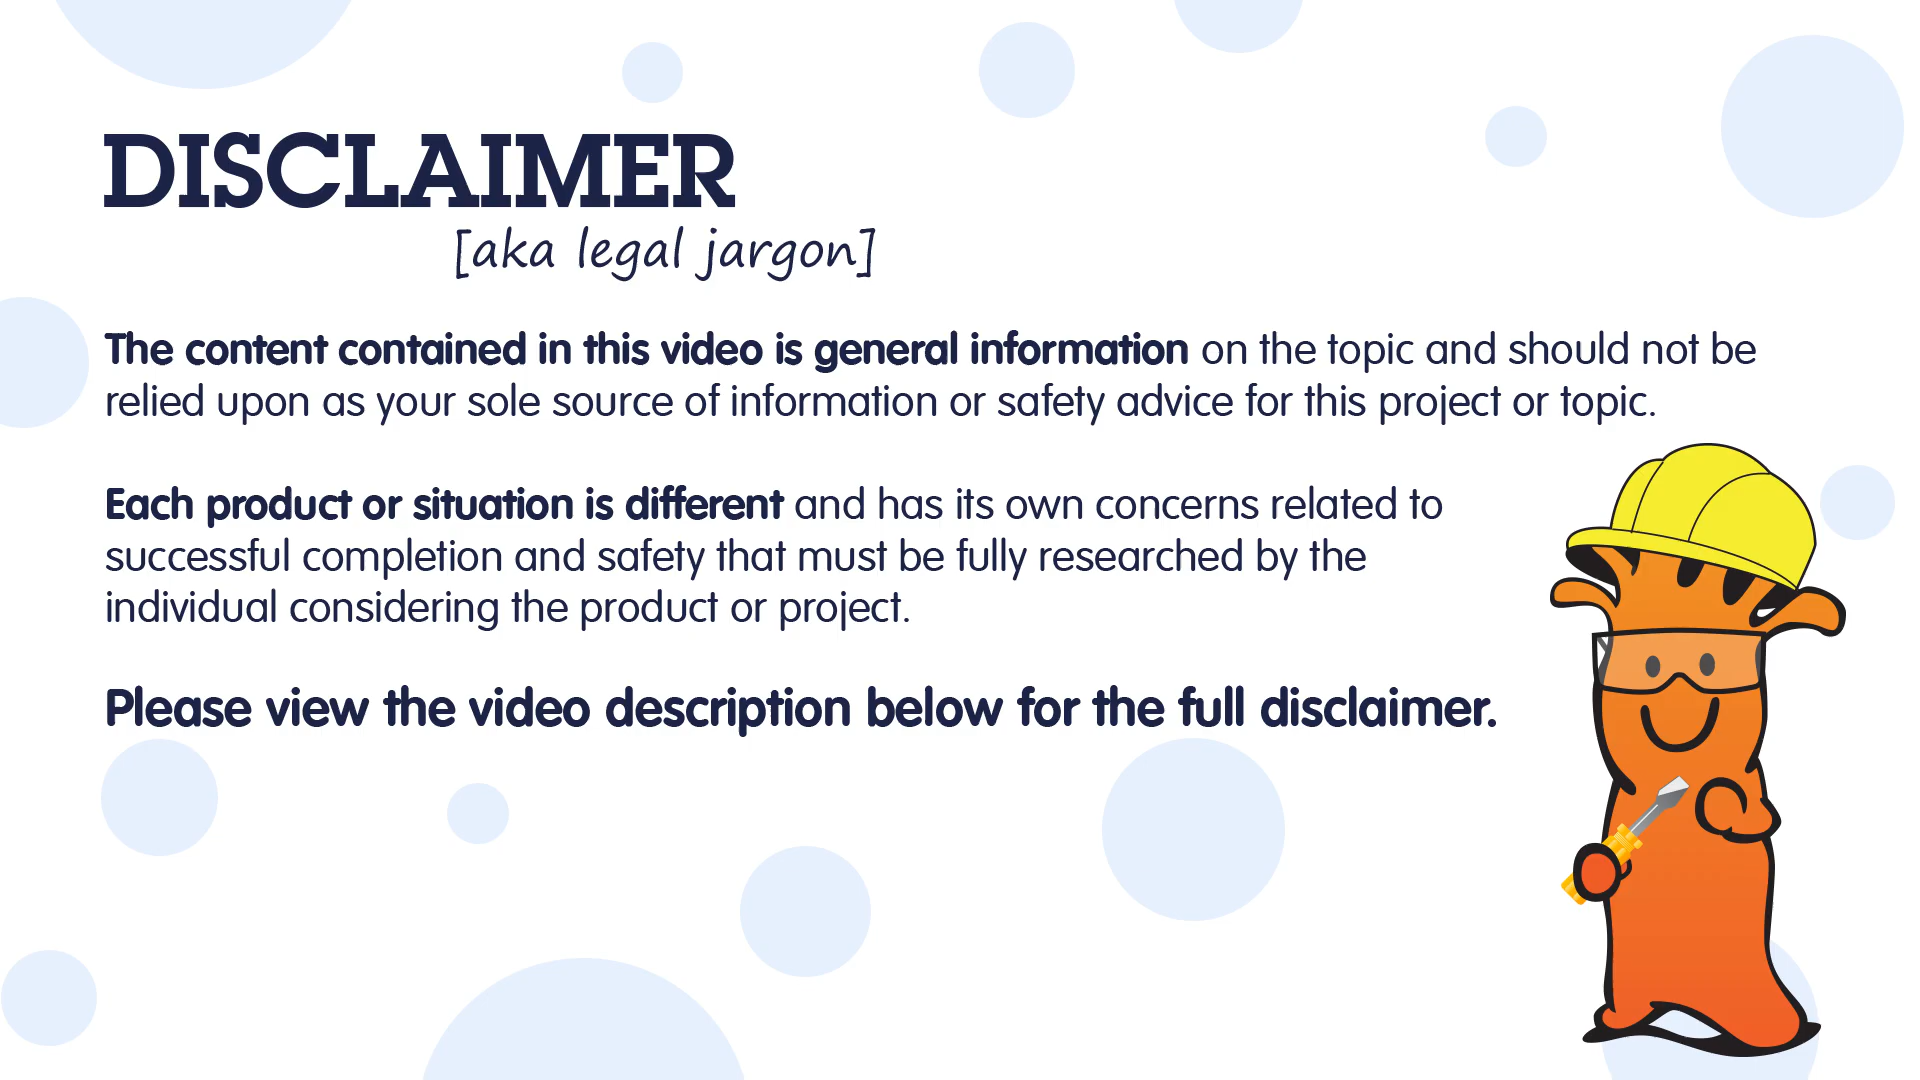 DISCLAIMER
[aka legal jargon]
The content contained in this video is general information on the topic and should not be
relied upon as your sole source of information or safety advice for this project or topic.
Each product or situation is different and has its own concerns related to
successful completion and safety that must be fully researched by the
individual considering the product or project.
Please view the video description below for the full disclaimer.